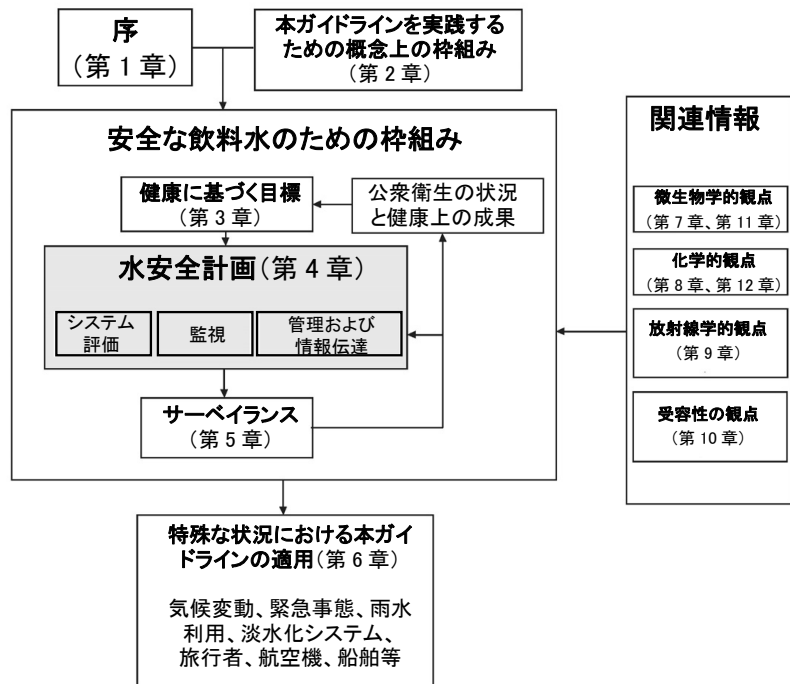 序
(第 1 章)
本ガイドラインを実践する
ための概念上の枠組み
(第 2 章)
安全な飲料水のための枠組み
健康に基づく目標
(第 3 章)
公衆衛生の状況
と健康上の成果
水安全計画(第 4 章)
システム
評価
監視
管理および
情報伝達
サーベイランス
(第 5 章)
関連情報
微生物学的観点
(第 7 章、第 11 章)
化学的観点
(第 8 章、第 12 章)
放射線学的観点
(第 9 章)
受容性の観点
(第 10 章)
特殊な状況における本ガイ
ドラインの適用(第 6 章)
気候変動、緊急事態、雨水
利用、淡水化システム、
旅行者、航空機、船舶等